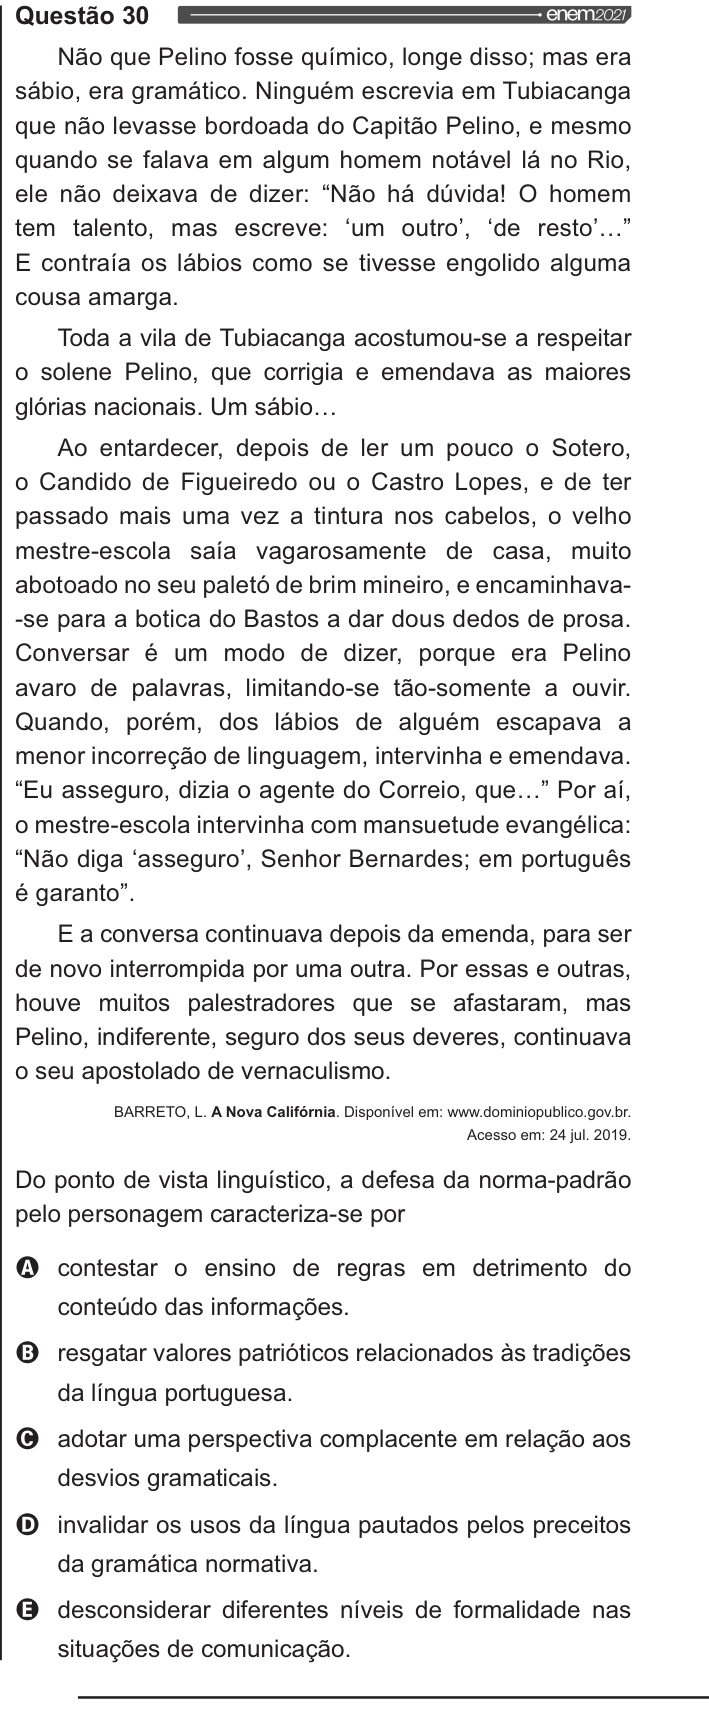 Questão 30
enem2021
Não que Pelino fosse químico, longe disso; mas era
sábio, era gramático. Ninguém escrevia em Tubiacanga
que não levasse bordoada do Capitão Pelino, e mesmo
quando se falava em algum homem notável lá no Rio,
ele não deixava de dizer: “Não há dúvida! O homem
tem talento, mas escreve: ‘um outro’, ‘de resto’…”
E contraía os lábios como se tivesse engolido alguma
cousa amarga.
Toda a vila de Tubiacanga acostumou-se a respeitar
o solene Pelino, que corrigia e emendava as maiores
glórias nacionais. Um sábio…
Ao entardecer, depois de ler um pouco o Sotero,
o Candido de Figueiredo ou o Castro Lopes, e de ter
passado mais uma vez a tintura nos cabelos, o velho
mestre-escola saía vagarosamente de casa, muito
abotoado no seu paletó de brim mineiro, e encaminhava-
-se para a botica do Bastos a dar dous dedos de prosa.
Conversar é um modo de dizer, porque era Pelino
avaro de palavras, limitando-se tão-somente a ouvir.
Quando, porém, dos lábios de alguém escapava a
menor incorreção de linguagem, intervinha e emendava.
“Eu asseguro, dizia o agente do Correio, que…” Por aí,
o mestre-escola intervinha com mansuetude evangélica:
“Não diga ‘asseguro’, Senhor Bernardes; em português
é garanto”.
E a conversa continuava depois da emenda, para ser
de novo interrompida por uma outra. Por essas e outras,
houve muitos palestradores que se afastaram, mas
Pelino, indiferente, seguro dos seus deveres, continuava
o seu apostolado de vernaculismo.
BARRETO, L. A Nova Califórnia. Disponível em: www.dominiopublico.gov.br.
Acesso em: 24 jul. 2019.
Do ponto de vista linguístico, a defesa da norma-padrão
pelo personagem caracteriza-se por
A contestar o ensino de regras em detrimento do
conteúdo das informações.
B resgatar valores patrióticos relacionados às tradições
da língua portuguesa.
C adotar uma perspectiva complacente em relação aos
desvios gramaticais.
D invalidar os usos da língua pautados pelos preceitos
da gramática normativa.
E desconsiderar diferentes níveis de formalidade nas
situações de comunicação.